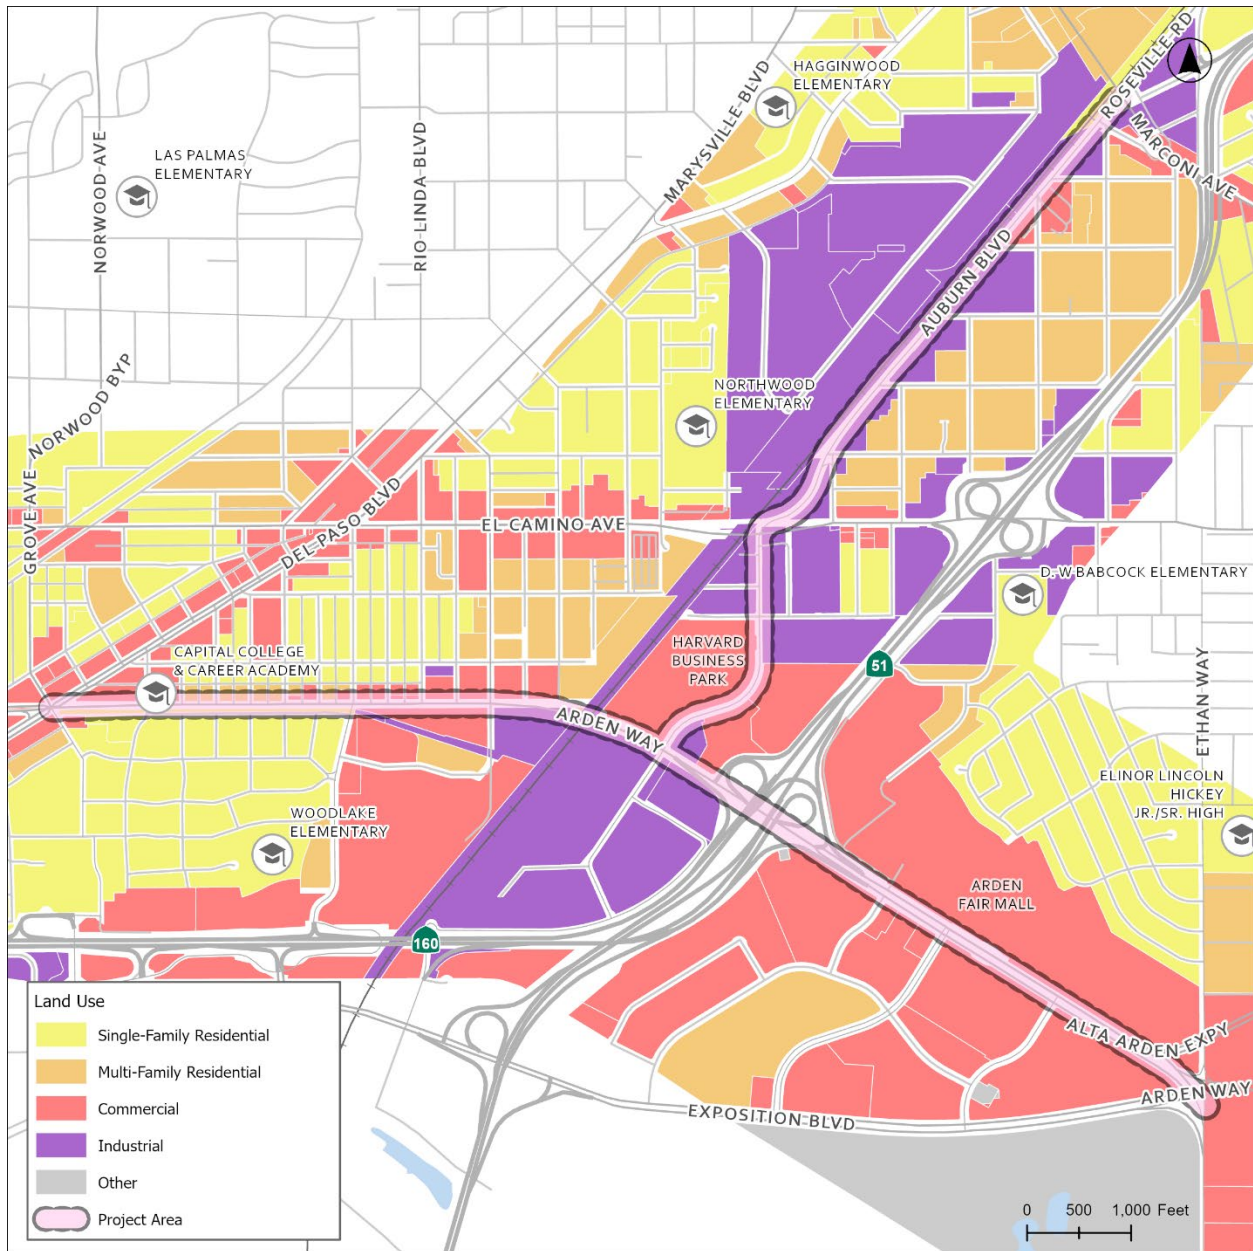 ROSEVILLE RD
HAGGINWOOD
ELEMENTARY
MARYSVILLE BLVD
MARCONI AVE
NORWOOD AVE
LAS PALMAS
ELEMENTARY
RIO LINDA BLVD
AUBURN BLVD
NORTHWOOD
ELEMENTARY
NORWOOD BYP
GROVE AVE
DEL PASO BLVD
EL CAMINO AVE
D. W BABCOCK ELEMENTARY
CAPITAL COLLEGE
& CAREER ACADEMY
HARVARD
BUSINESS
PARK
51
ETHAN WAY
ARDEN WAY
ELINOR LINCOLN
HICKEY
JR./SR. HIGH
WOODLAKE
ELEMENTARY
ARDEN
FAIR MALL
160
ALTA ARDEN EXPY
ARDEN WAY
EXPOSITION BLVD
Land Use
Single-Family Residential
Multi-Family Residential
Commercial
Industrial
Other
Project Area
0 500 1,000 Feet